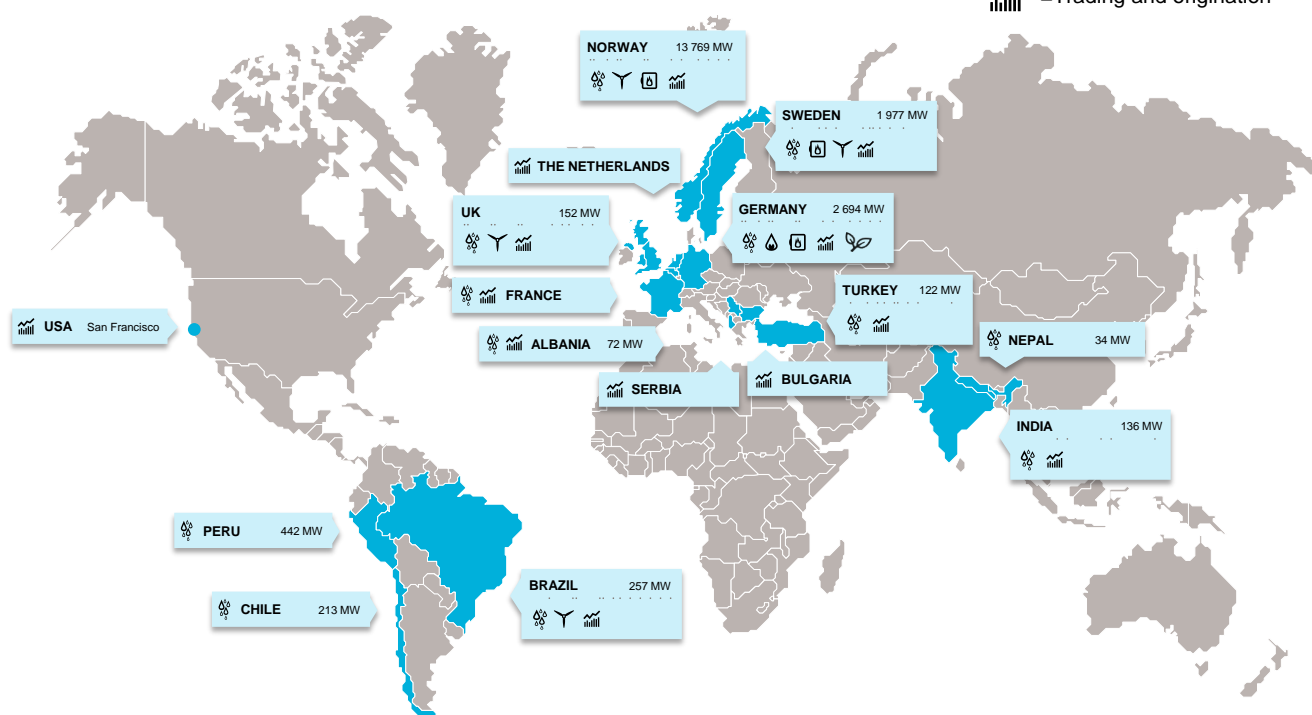 =Trading and origination
NORWAY 13 769 MW
SWEDEN 1 977 MW
THE NETHERLANDS
UK 152 MW
GERMANY 2 694 MW
FRANCE
TURKEY 122 MW
USA San Francisco
ALBANIA 72 MW
NEPAL 34 MW
SERBIA
BULGARIA
INDIA 136 MW
PERU 442 MW
BRAZIL 257 MW
CHILE 213 MW